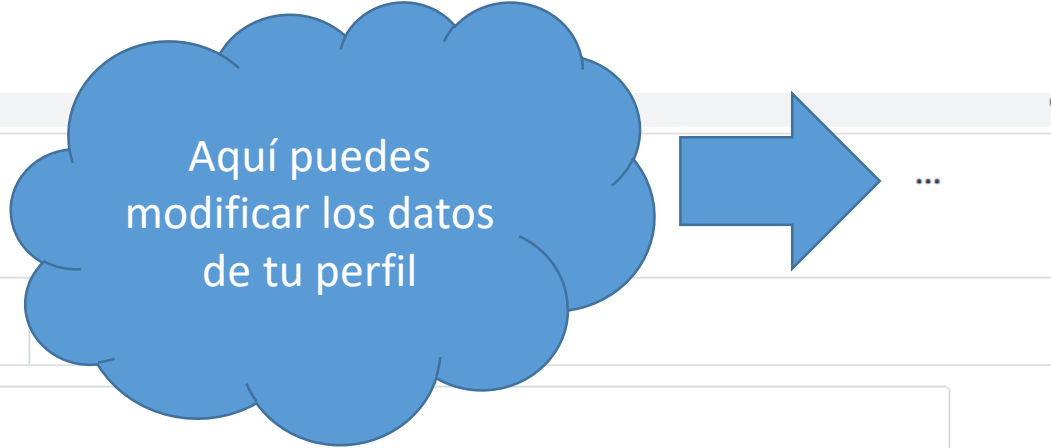 Aquí puedes
modificar los datos
de tu perfil
...